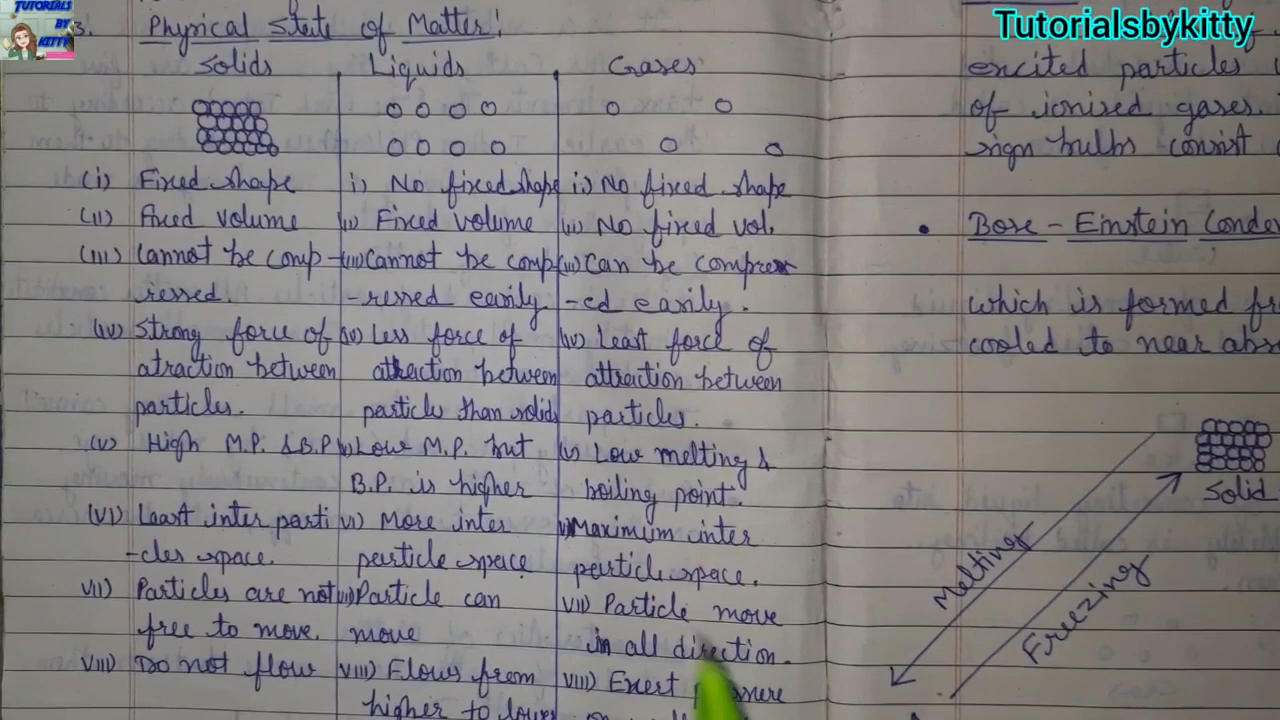 TUTORIALS
BY
KITTY
Tutorialsbykitty
3. Physical State of Matter!
Solids
(i) Fixed shape
(ii) Fixed volume
(iii) Cannot be comp-
ressed.
(iv) Strong force of
atraction between
particles.
(v) High M.P. & B.P
(vi) Least inter parti
-cles space.
vii) Particles are not
free to move.
viii) Do not flow
Liquids
i) No fixed shape
ii) Fixed volume
(iii) Cannot be comp
-ressed easily
iv) Less force of
attraction between
particle than solids
v) Low M.P. but
B.P. is higher
vi) More inter
particle space
vii) Particle can
move
viii) Flows from
higher to lower
Gases
i) No fixed shape
(ii) No fixed vol.
(iii) Can be compress
-ed easily.
(iv) Least force of
attraction between
particles.
(v) Low melting &
boiling point.
vi) Maximum inter
particle space.
vii) Particle move
in all direction.
viii) Exert pressure
excited particles
of ionised gases.
sign bulbs consist
• Bose-Einstein
which is formed
cooled to near
Solid
Melting
Freezing